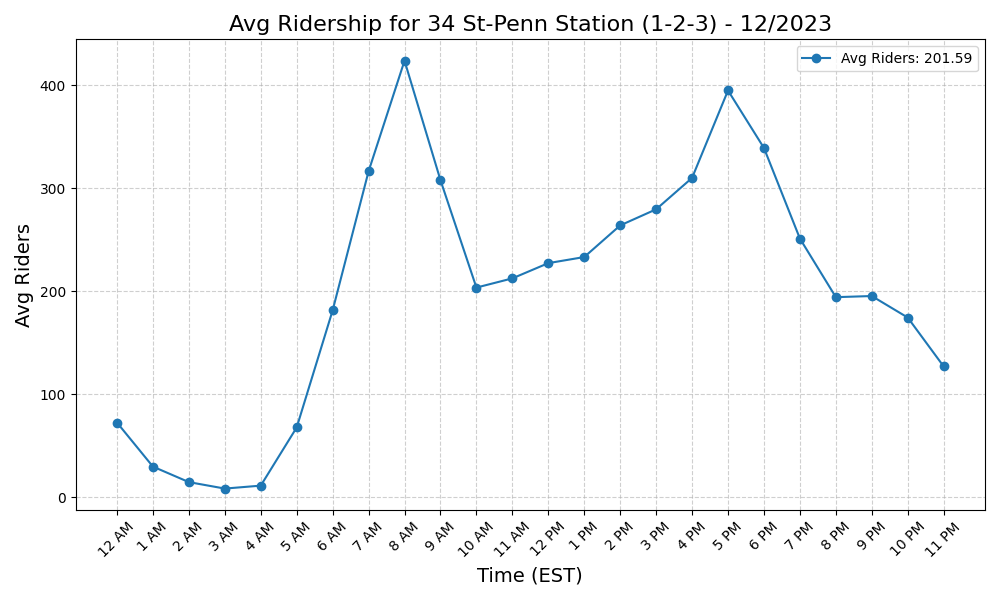 Avg Ridership for 34 St-Penn Station (1-2-3) - 12/2023
Avg Riders: 201.59
Avg Riders
400
300
200
100
0
12 AM
1 AM
2 AM
3 AM
4 AM
5 AM
6 AM
7 AM
8 AM
9 AM
10 AM
11 AM
12 PM
1 PM
2 PM
3 PM
4 PM
5 PM
6 PM
7 PM
8 PM
9 PM
10 PM
11 PM
Time (EST)